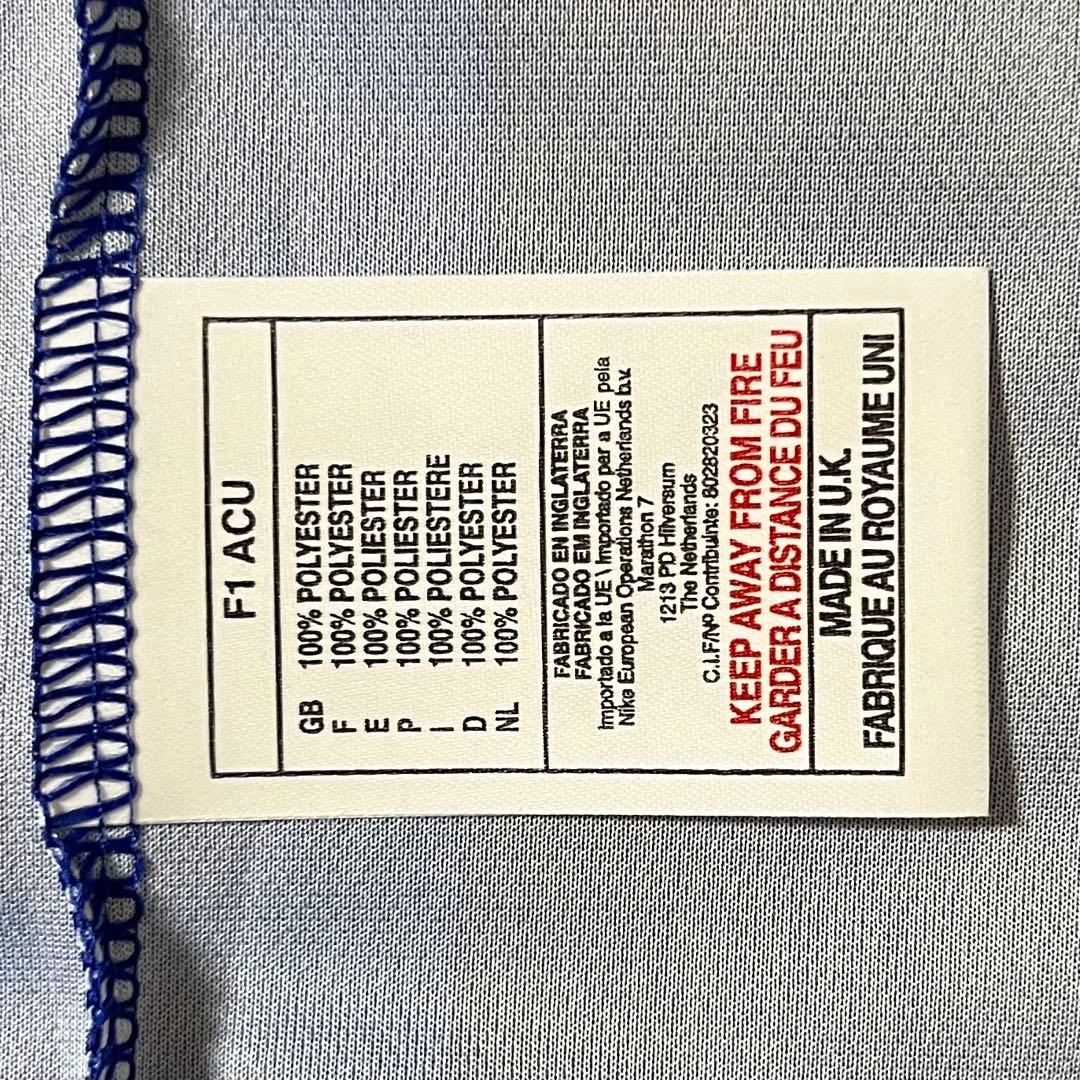 F1 ACU
GB 100% POLYESTER
F 100% POLYESTER
E 100% POLIESTER
P 100% POLIESTER
I 100% POLIESTERE
D 100% POLYESTER
NL 100% POLYESTER
FABRICADO EN INGLATERRA
FABRICADO EM INGLATERRA
Importado a la UE \ Importado par a UE pela
Nike European Operations Netherlands b.v.
Marathon 7
1213 PD Hilversum
The Netherlands
C.I.F/Nº Contribuinte: 802820323
KEEP AWAY FROM FIRE
GARDER A DISTANCE DU FEU
MADE IN U.K.
FABRIQUE AU ROYAUME UNI